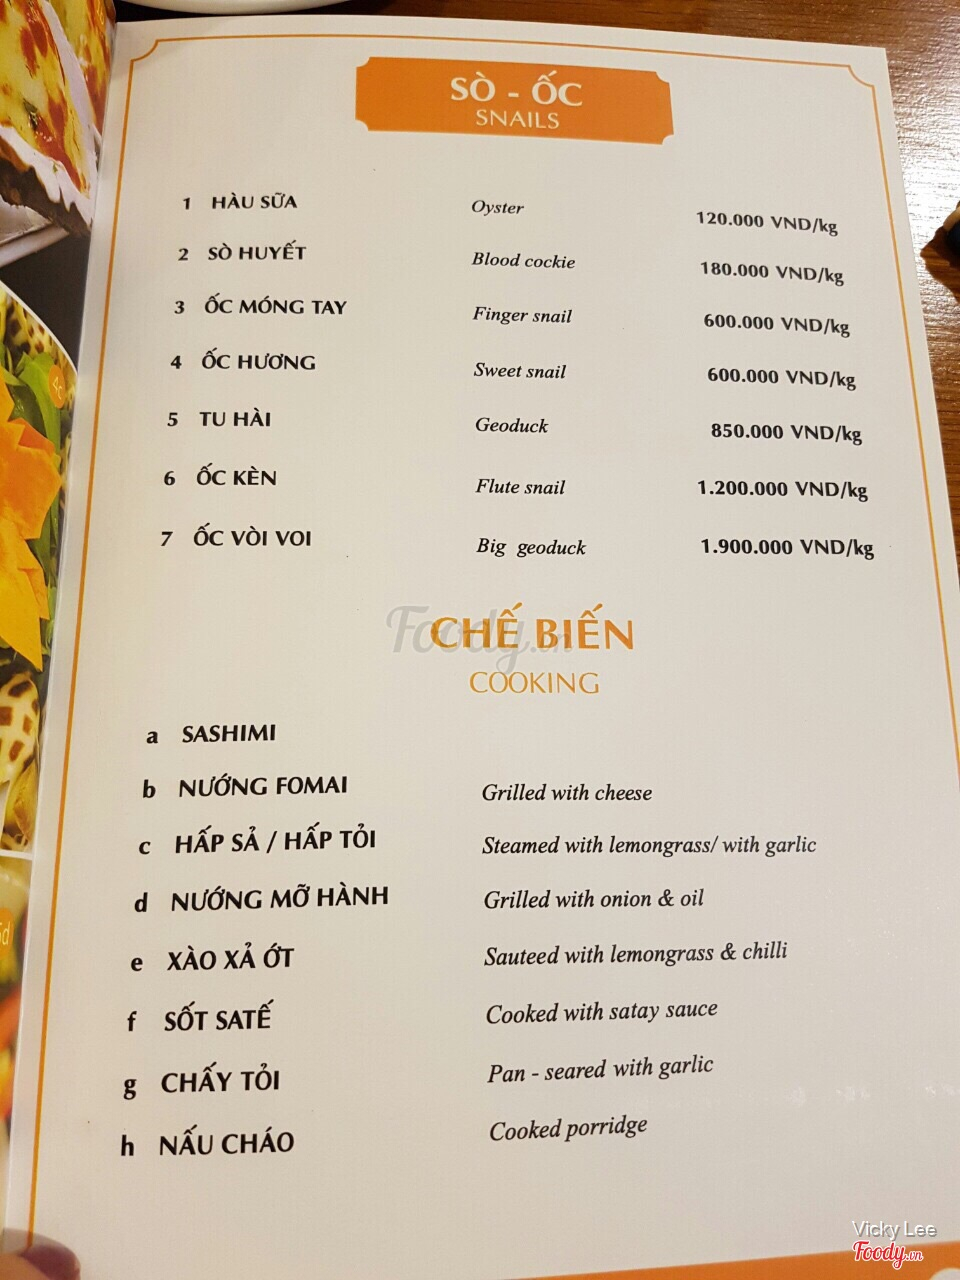 SÒ - ỐC
SNAILS
1 HÀU SỮA Oyster 120.000 VND/kg
2 SÒ HUYẾT Blood cockie 180.000 VND/kg
3 ỐC MÓNG TAY Finger snail 600.000 VND/kg
4 ỐC HƯƠNG Sweet snail 600.000 VND/kg
5 TU HÀI Geoduck 850.000 VND/kg
6 ỐC KÈN Flute snail 1.200.000 VND/kg
7 ỐC VÒI VOI Big geoduck 1.900.000 VND/kg
Foody.vn
CHẾ BIẾN
COOKING
a SASHIMI
b NƯỚNG FOMAI Grilled with cheese
c HẤP SẢ / HẤP TỎI Steamed with lemongrass/ with garlic
d NƯỚNG MỠ HÀNH Grilled with onion & oil
e XÀO XẢ ỚT Sauteed with lemongrass & chilli
f SỐT SATẾ Cooked with satay sauce
g CHẤY TỎI Pan - seared with garlic
h NẤU CHÁO Cooked porridge
Vicky Lee
Foody.vn